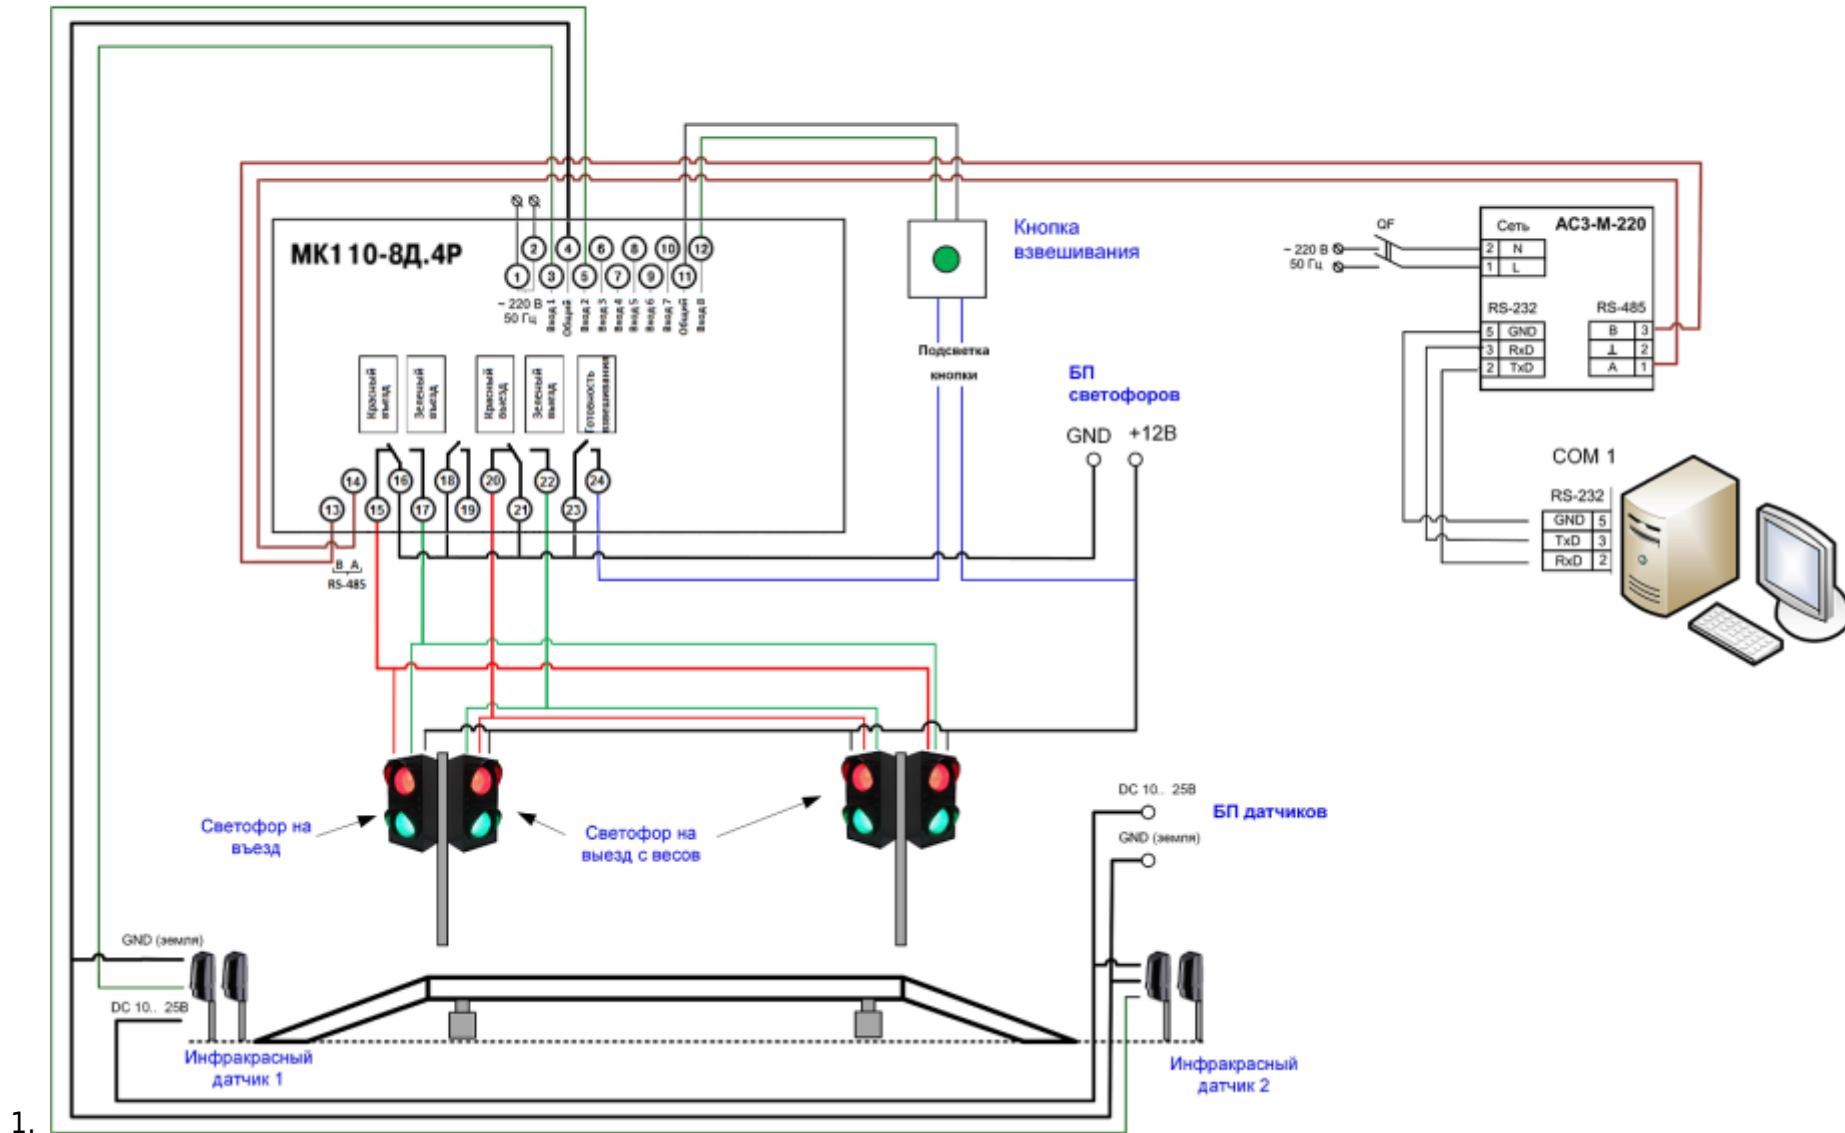 МК110-8Д.4Р
2
4
6
8
10
12
1
3
5
7
9
11
~ 220 В
50 Гц
Вход 1
Общий
Вход 2
Вход 3
Вход 4
Вход 5
Вход 6
Вход 7
Общий
Вход 8
Красный
въезд
Зеленый
въезд
Красный
выезд
Зеленый
выезд
Готовность
взвешивания
14
16
18
20
22
24
13
15
17
19
21
23
B A
RS-485
Кнопка
взвешивания
Подсветка
кнопки
БП
светофоров
GND +12В
QF
~ 220 В
50 Гц
Сеть АС3-М-220
2 N
1 L
RS-232 RS-485
5 GND
3 RxD
2 TxD
B 3
⊥ 2
A 1
COM 1
RS-232
GND 5
TxD 3
RxD 2
Светофор на
въезд
Светофор на
выезд с весов
DC 10.. 25В
БП датчиков
GND (земля)
GND (земля)
DC 10.. 25В
Инфракрасный
датчик 1
Инфракрасный
датчик 2
1.